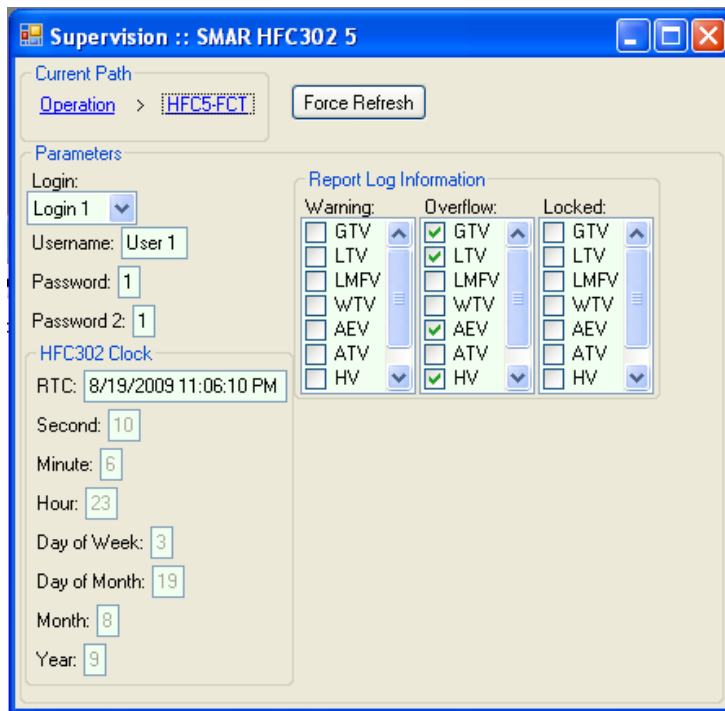 Supervision :: SMAR HFC302 5
Current Path
Operation > HFC5-FCT
Force Refresh
Parameters
Login:
Login 1
Username: User 1
Password: 1
Password 2: 1
HFC302 Clock
RTC: 8/19/2009 11:06:10 PM
Second: 10
Minute: 6
Hour: 23
Day of Week: 3
Day of Month: 19
Month: 8
Year: 9
Report Log Information
Warning:
GTV
LTV
LMFV
WTV
AEV
ATV
HV
Overflow:
GTV
LTV
LMFV
WTV
AEV
ATV
HV
Locked:
GTV
LTV
LMFV
WTV
AEV
ATV
HV